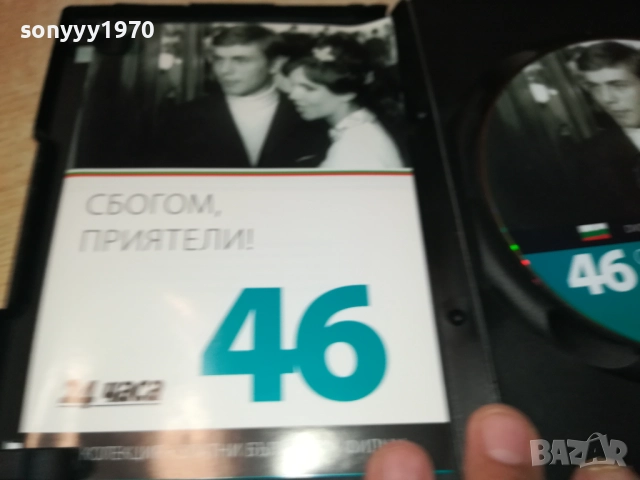 sonyyy1970
СБОГОМ,
ПРИЯТЕЛИ!
46
24 часа
46
BAZAR